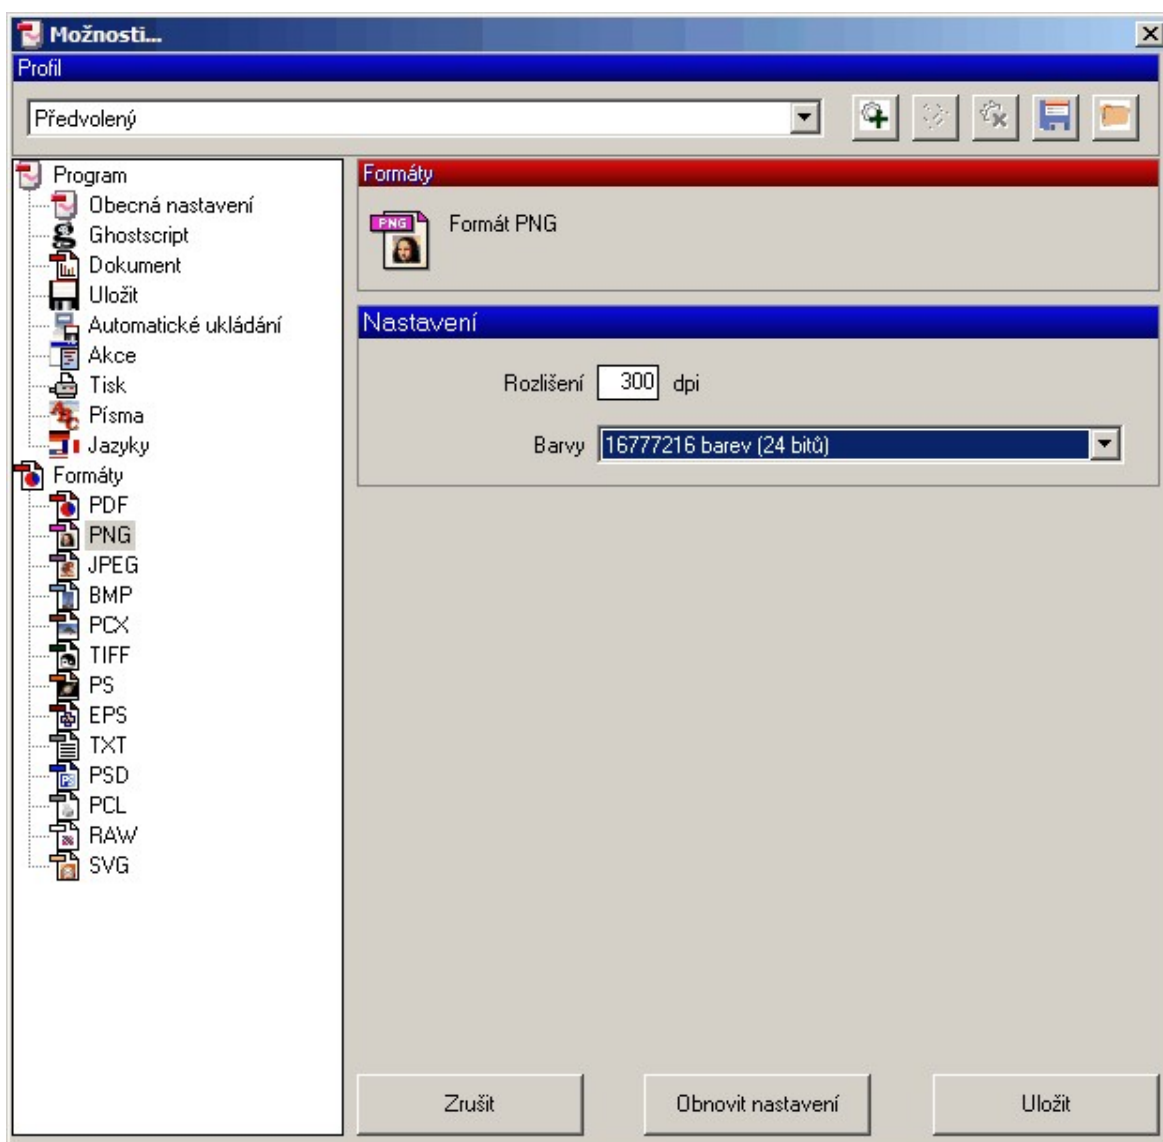 Možnosti...
Profil
Předvolený
Program
Obecná nastavení
Ghostscript
Dokument
Uložit
Automatické ukládání
Akce
Tisk
Písma
Jazyky
Formáty
PDF
PNG
JPEG
BMP
PCX
TIFF
PS
EPS
TXT
PSD
PCL
RAW
SVG
Formáty
PNG
Formát PNG
Nastavení
Rozlišení 300 dpi
Barvy 16777216 barev (24 bitů)
Zrušit Obnovit nastavení Uložit